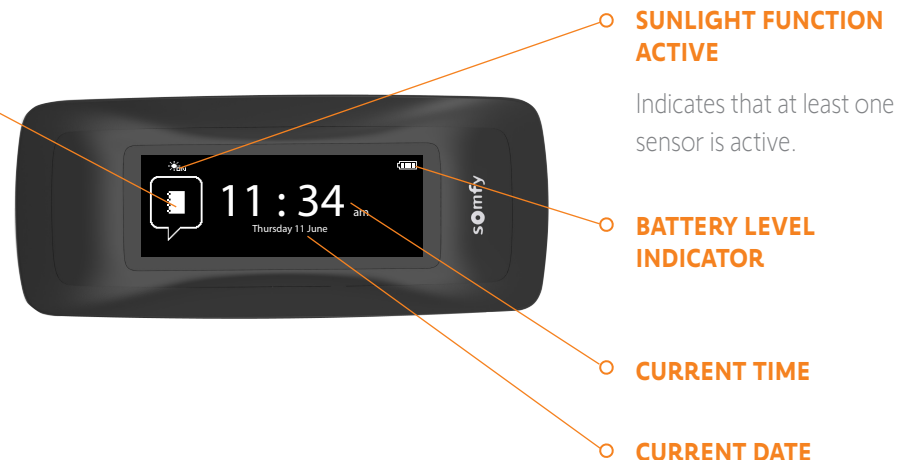 SUNLIGHT FUNCTION
ACTIVE
Indicates that at least one
sensor is active.
11 : 34 am
Thursday 11 June
somfy
BATTERY LEVEL
INDICATOR
CURRENT TIME
CURRENT DATE